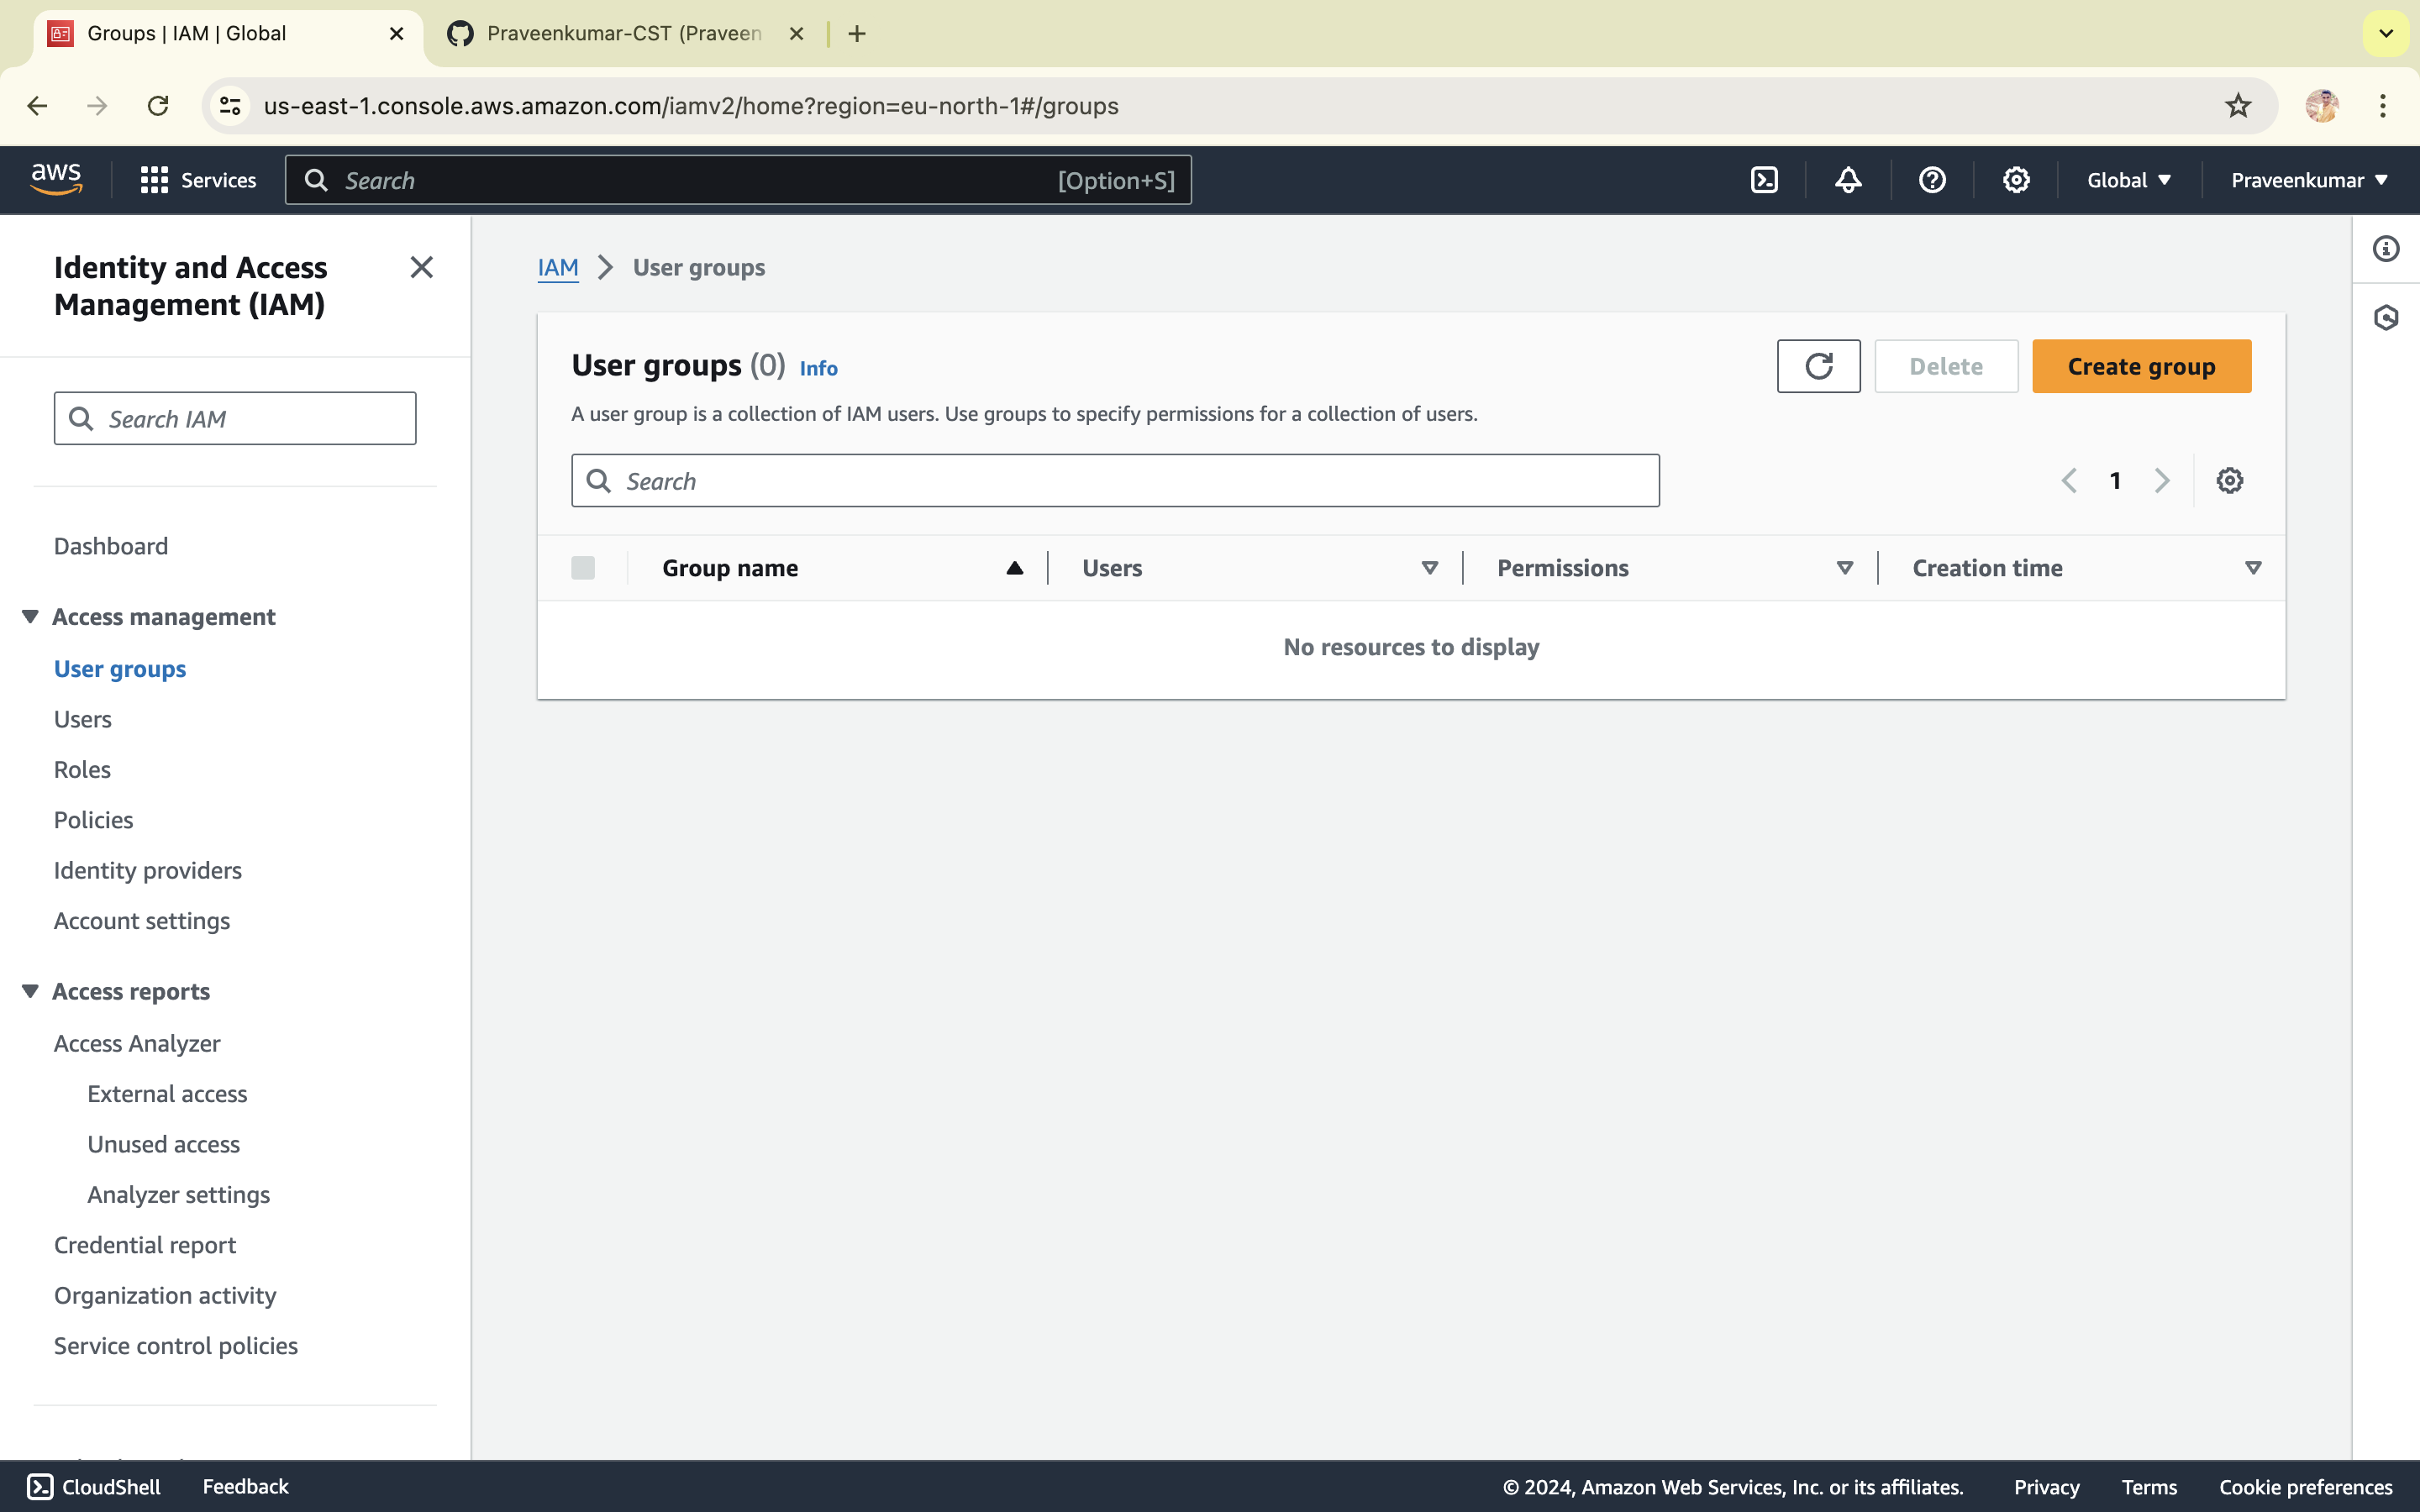 Groups | IAM | Global
Praveenkumar-CST (Praveen
us-east-1.console.aws.amazon.com/iamv2/home?region=eu-north-1#/groups
aws
Services
Search
[Option+S]
Global
Praveenkumar
Identity and Access
Management (IAM)
Search IAM
Dashboard
Access management
User groups
Users
Roles
Policies
Identity providers
Account settings
Access reports
Access Analyzer
External access
Unused access
Analyzer settings
Credential report
Organization activity
Service control policies
IAM
User groups
User groups (0) Info
Delete
Create group
A user group is a collection of IAM users. Use groups to specify permissions for a collection of users.
Search
1
Group name
Users
Permissions
Creation time
No resources to display
CloudShell
Feedback
© 2024, Amazon Web Services, Inc. or its affiliates.
Privacy
Terms
Cookie preferences